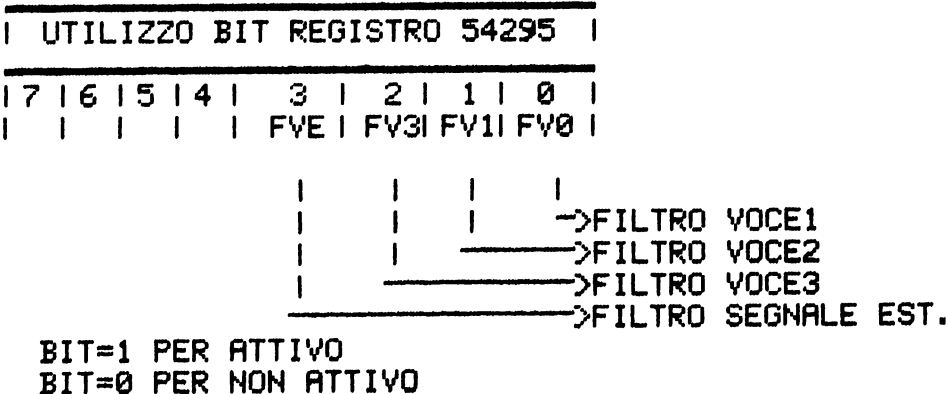 | UTILIZZO BIT REGISTRO 54295 |
|7|6|5|4| 3 | 2| 1| 0 |
| | | | | FVE| FV3| FV1| FV0|
->FILTRO VOCE1
->FILTRO VOCE2
->FILTRO VOCE3
->FILTRO SEGNALE EST.
BIT=1 PER ATTIVO
BIT=0 PER NON ATTIVO